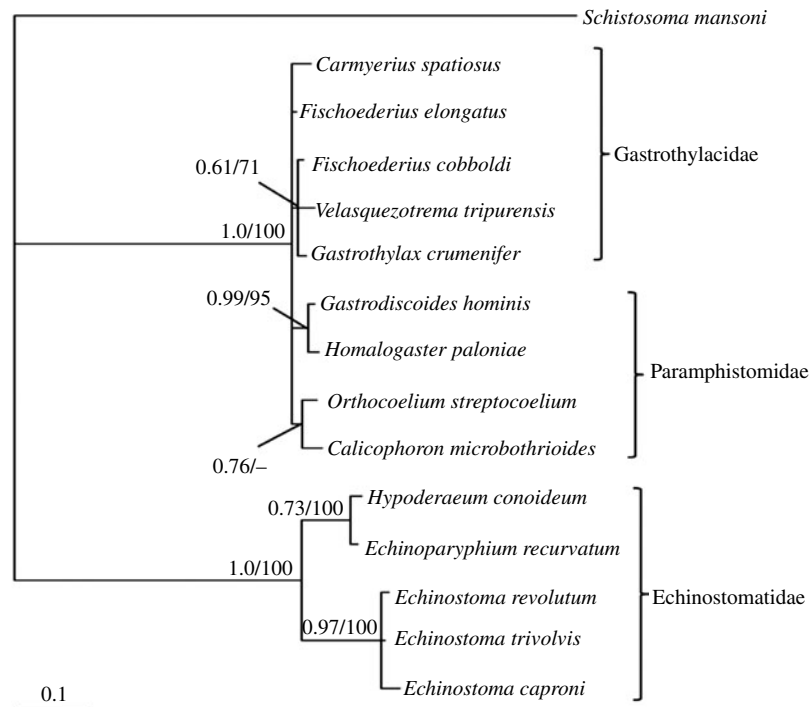 Schistosoma mansoni
Carmyerius spatiosus
Fischoederius elongatus
Fischoederius cobboldi
0.61/71
Gastrothylacidae
Velasquezotrema tripurensis
1.0/100
Gastrothylax crumenifer
0.99/95
Gastrodiscoides hominis
Homalogaster paloniae
Paramphistomidae
Orthocoelium streptocoelium
Calicophoron microbothrioides
0.76/–
Hypoderaeum conoideum
0.73/100
Echinoparyphium recurvatum
1.0/100
Echinostoma revolutum
Echinostomatidae
0.97/100
Echinostoma trivolvis
Echinostoma caproni
0.1